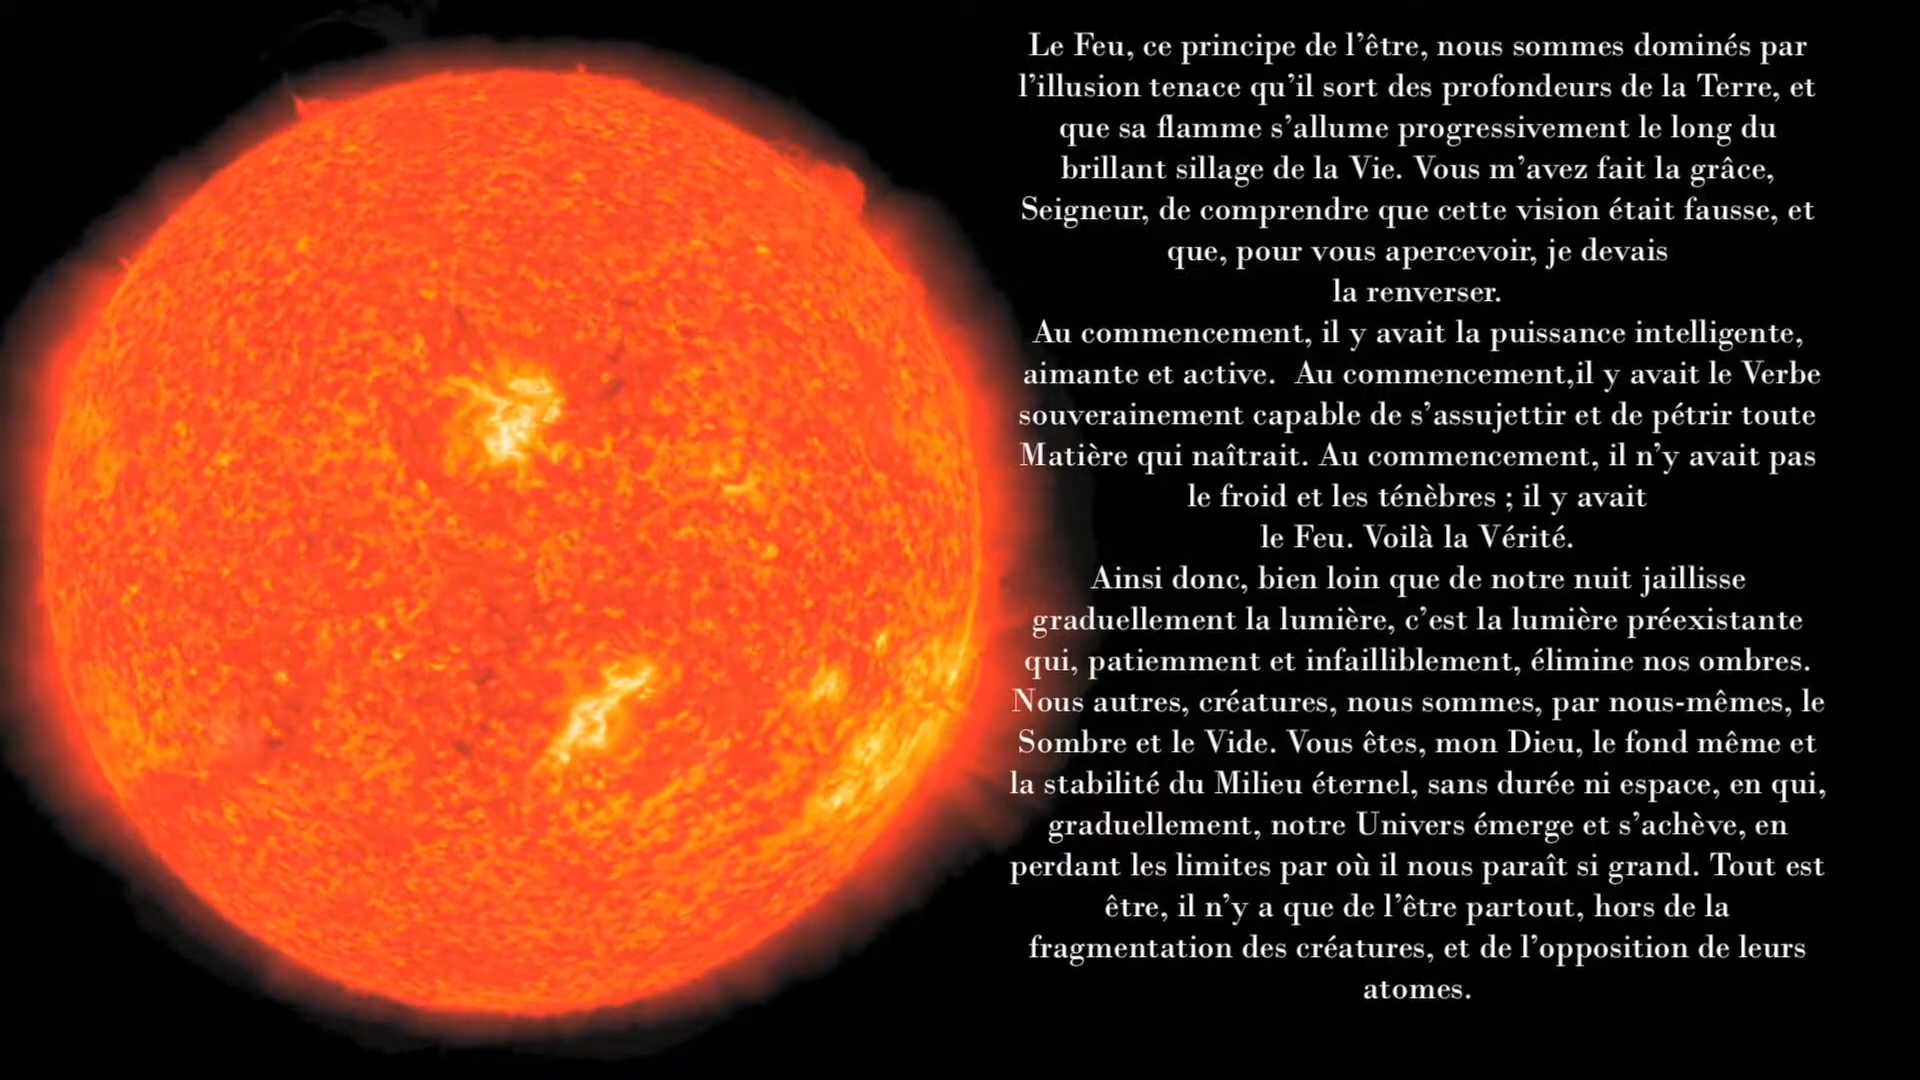 Le Feu, ce principe de l’être, nous sommes dominés par
l’illusion tenace qu’il sort des profondeurs de la Terre, et
que sa flamme s’allume progressivement le long du
brillant sillage de la Vie. Vous m’avez fait la grâce,
Seigneur, de comprendre que cette vision était fausse, et
que, pour vous apercevoir, je devais
la renverser.
Au commencement, il y avait la puissance intelligente,
aimante et active.  Au commencement,il y avait le Verbe
souverainement capable de s’assujettir et de pétrir toute
Matière qui naîtrait. Au commencement, il n’y avait pas
le froid et les ténèbres ; il y avait
le Feu. Voilà la Vérité.
Ainsi donc, bien loin que de notre nuit jaillisse
graduellement la lumière, c’est la lumière préexistante
qui, patiemment et infailliblement, élimine nos ombres.
Nous autres, créatures, nous sommes, par nous-mêmes, le
Sombre et le Vide. Vous êtes, mon Dieu, le fond même et
la stabilité du Milieu éternel, sans durée ni espace, en qui,
graduellement, notre Univers émerge et s’achève, en
perdant les limites par où il nous paraît si grand. Tout est
être, il n’y a que de l’être partout, hors de la
fragmentation des créatures, et de l’opposition de leurs
atomes.